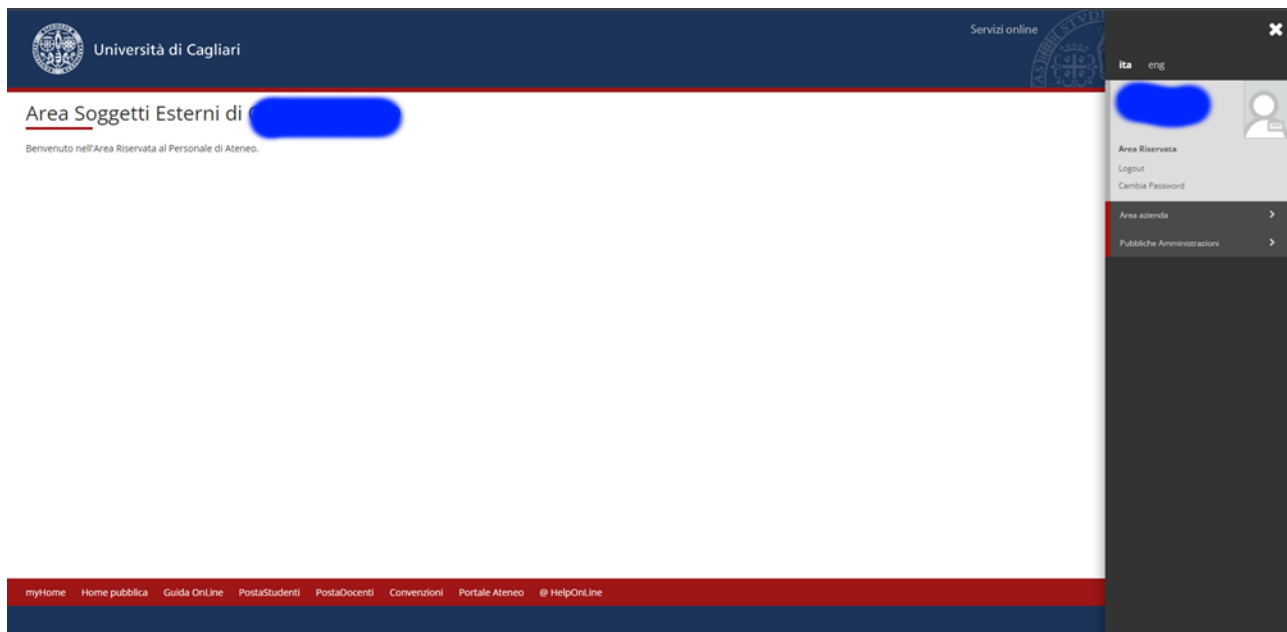 Servizi online
Università di Cagliari
Area Soggetti Esterni di
Benvenuto nell'Area Riservata al Personale di Ateneo.
ita eng
Area Riservata
Logout
Cambia Password
Area azienda
Pubbliche Amministrazioni
myHome Home pubblica Guida OnLine PostaStudenti PostaDocenti Convenzioni Portale Ateneo @ HelpOnLine